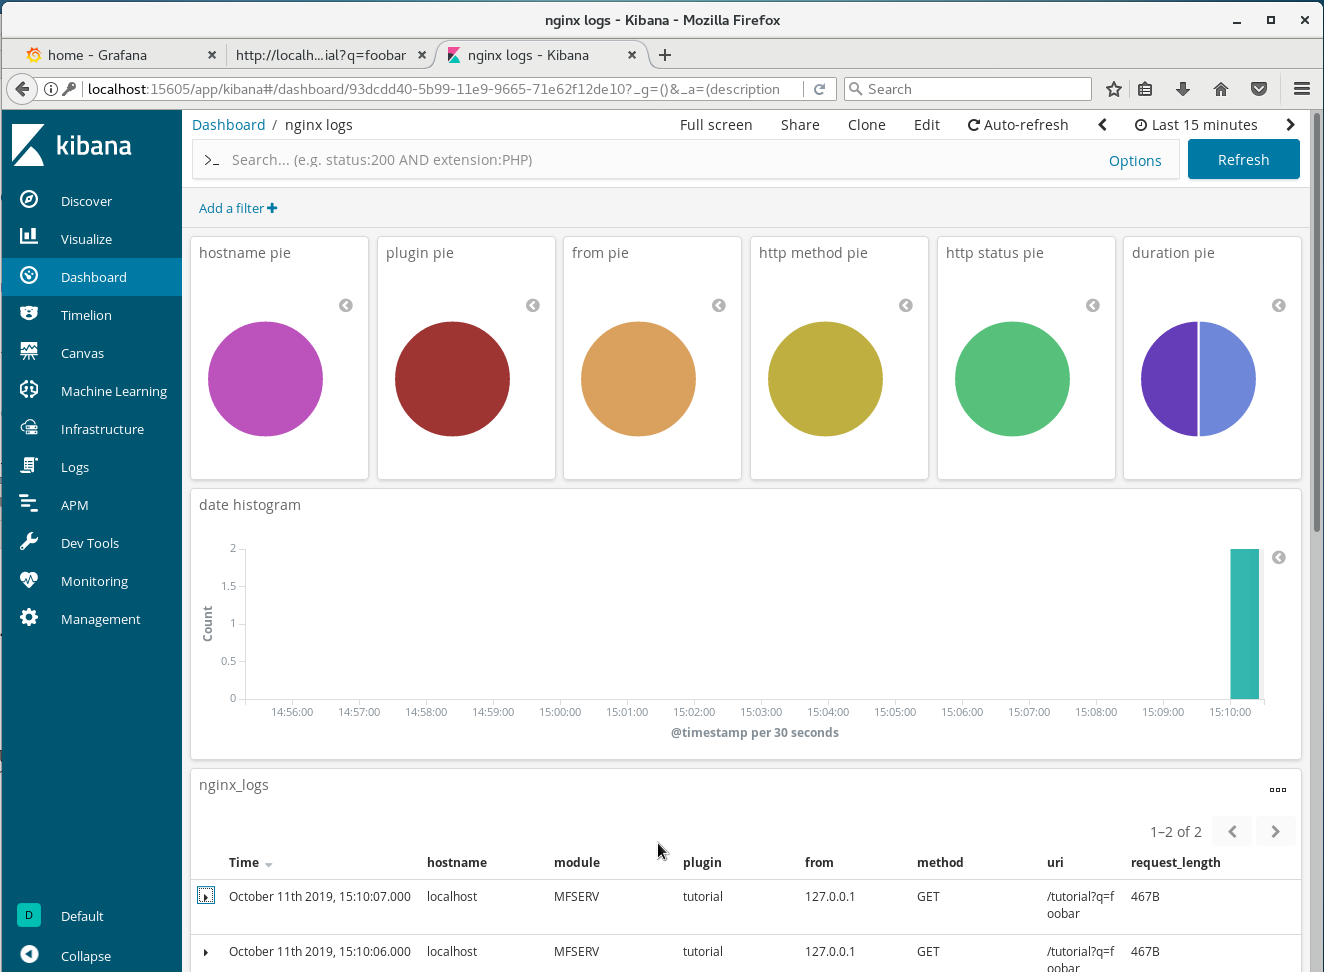 nginx logs - Kibana - Mozilla Firefox
home - Grafana
http://localh...ial?q=foobar
nginx logs - Kibana
localhost:15605/app/kibana#/dashboard/93dcdd40-5b99-11e9-9665-71e62f12de10?_g=()&_a=(description
Search
kibana
Dashboard / nginx logs
Full screen Share Clone Edit Auto-refresh Last 15 minutes
>_ Search... (e.g. status:200 AND extension:PHP)
Options
Refresh
Add a filter +
Discover
Visualize
Dashboard
Timelion
Canvas
Machine Learning
Infrastructure
Logs
APM
Dev Tools
Monitoring
Management
D Default
Collapse
hostname pie
plugin pie
from pie
http method pie
http status pie
duration pie
date histogram
Count
2
1.5
1
0.5
0
14:56:00 14:57:00 14:58:00 14:59:00 15:00:00 15:01:00 15:02:00 15:03:00 15:04:00 15:05:00 15:06:00 15:07:00 15:08:00 15:09:00 15:10:00
@timestamp per 30 seconds
nginx_logs
1–2 of 2
Time hostname module plugin from method uri request_length
October 11th 2019, 15:10:07.000 localhost MFSERV tutorial 127.0.0.1 GET /tutorial?q=f 467B
oobar
October 11th 2019, 15:10:06.000 localhost MFSERV tutorial 127.0.0.1 GET /tutorial?q=f 467B
oobar